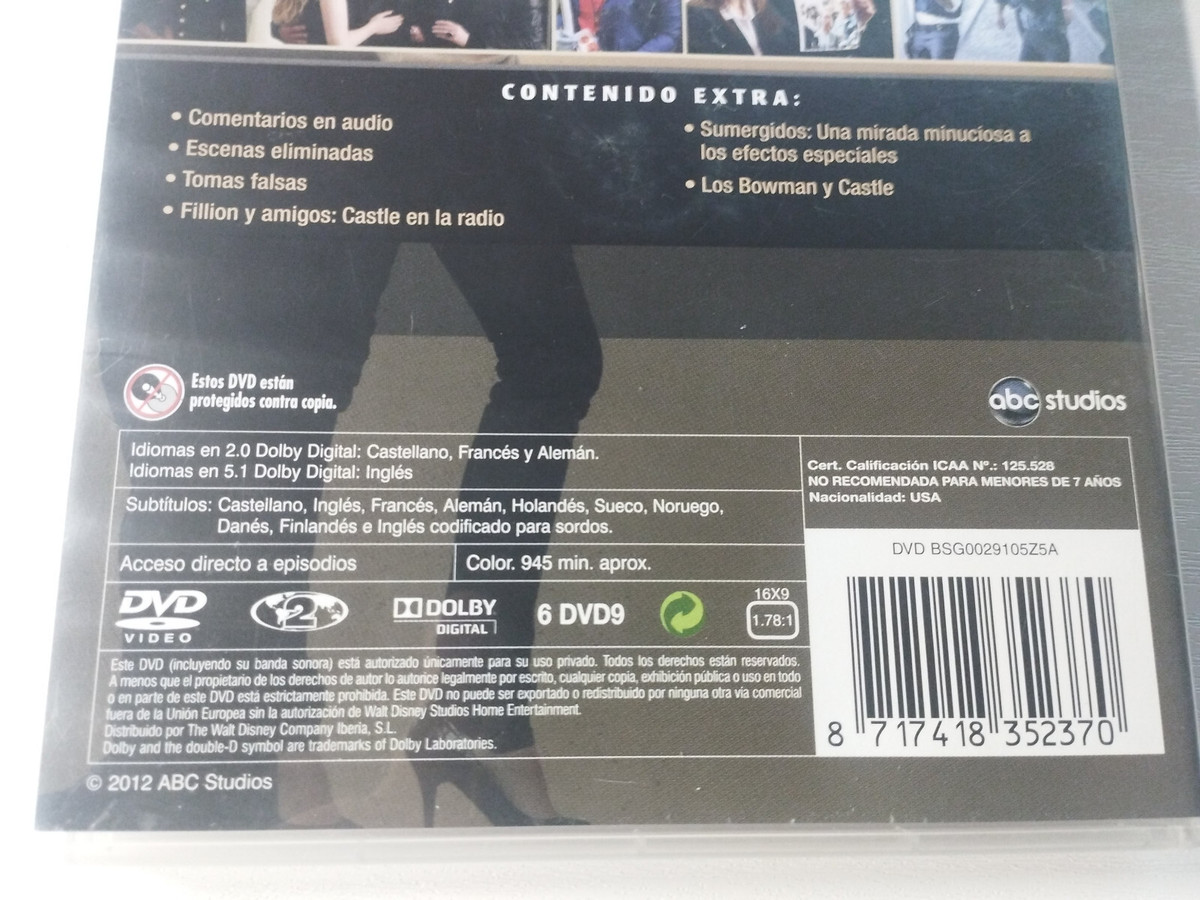 CONTENIDO EXTRA:
• Comentarios en audio
• Escenas eliminadas
• Tomas falsas
• Fillion y amigos: Castle en la radio
• Sumergidos: Una mirada minuciosa a
los efectos especiales
• Los Bowman y Castle
Estos DVD están
protegidos contra copia.
abc studios
Idiomas en 2.0 Dolby Digital: Castellano, Francés y Alemán.
Idiomas en 5.1 Dolby Digital: Inglés
Subtítulos: Castellano, Inglés, Francés, Alemán, Holandés, Sueco, Noruego,
Danés, Finlandés e Inglés codificado para sordos.
Acceso directo a episodios
Color. 945 min. aprox.
DVD
VIDEO
2
DOLBY
DIGITAL
6 DVD9
16X9
1.78:1
Este DVD (incluyendo su banda sonora) está autorizado únicamente para su uso privado. Todos los derechos están reservados.
A menos que el propietario de los derechos de autor lo autorice legalmente por escrito, cualquier copia, exhibición pública o uso en todo
o en parte de este DVD está estrictamente prohibida. Este DVD no puede ser exportado o redistribuido por ninguna otra vía comercial
fuera de la Unión Europea sin la autorización de Walt Disney Studios Home Entertainment.
Distribuido por The Walt Disney Company Iberia, S.L.
Dolby and the double-D symbol are trademarks of Dolby Laboratories.
Cert. Calificación ICAA Nº.: 125.528
NO RECOMENDADA PARA MENORES DE 7 AÑOS
Nacionalidad: USA
DVD BSG0029105Z5A
8 717418 352370
© 2012 ABC Studios